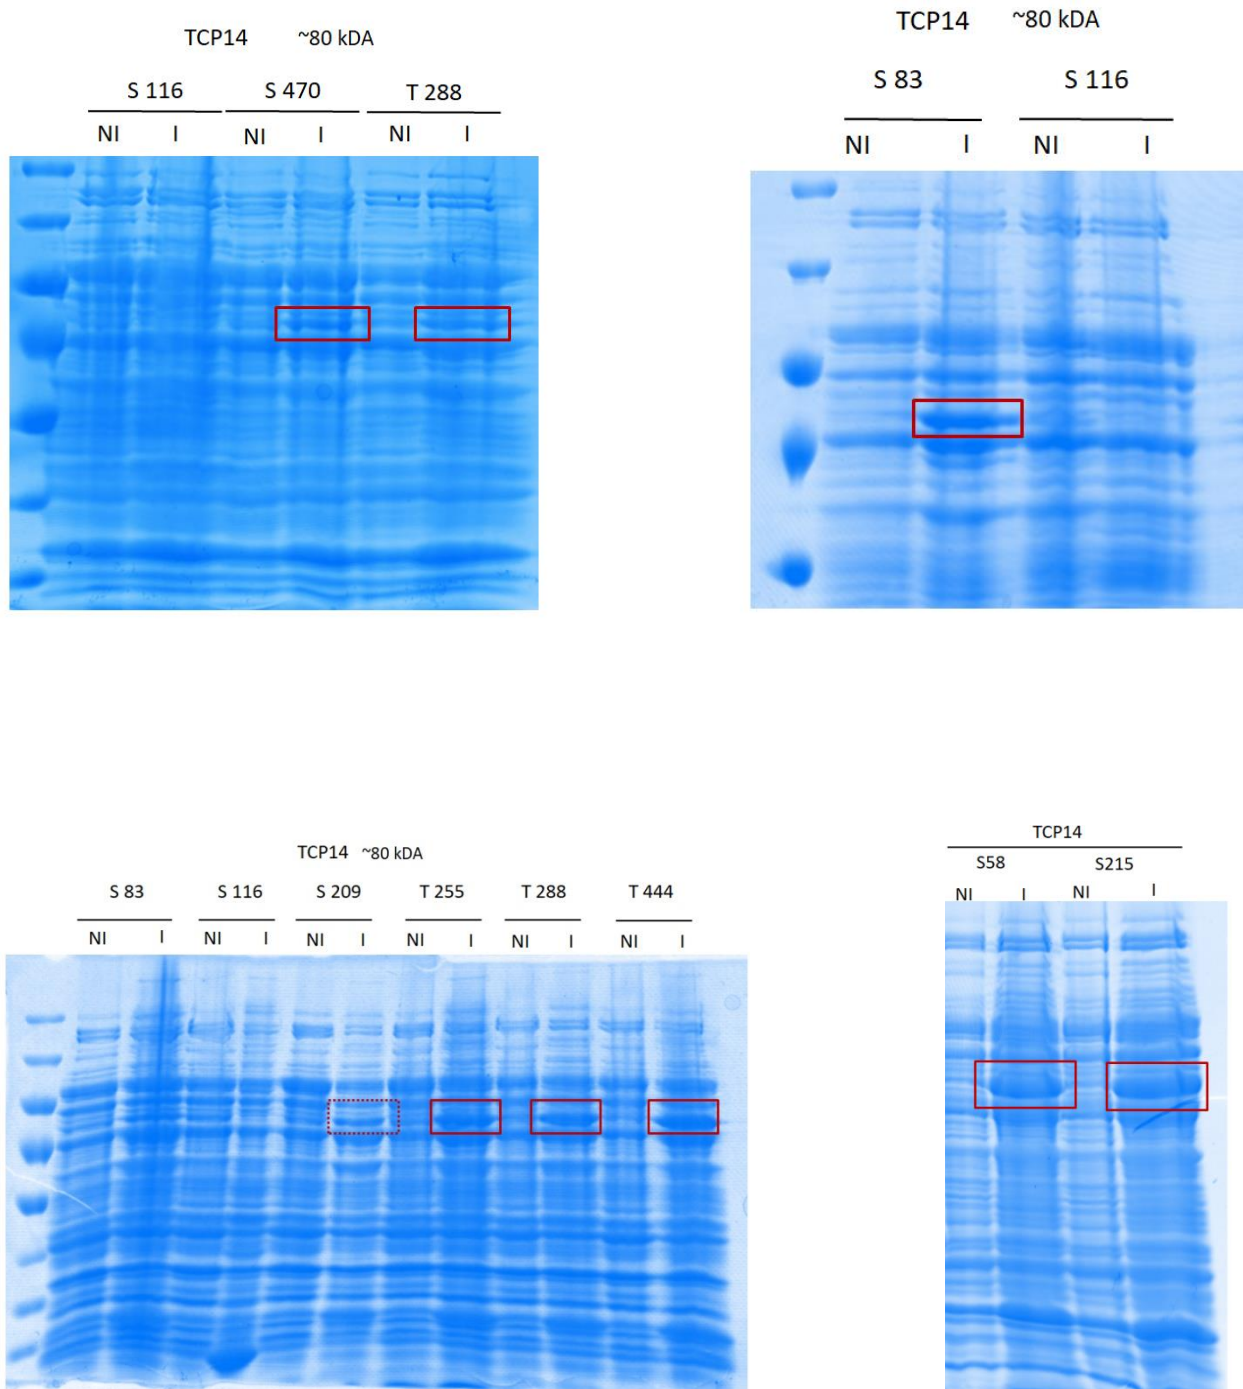 TCP14 ~80 kDA
S 116 S 470 T 288
NI I NI I NI I
TCP14 ~80 kDA
S 83 S 116
NI I NI I
TCP14 ~80 kDA
S 83 S 116 S 209 T 255 T 288 T 444
NI I NI I NI I NI I NI I NI I
TCP14
S58 S215
NI I NI I